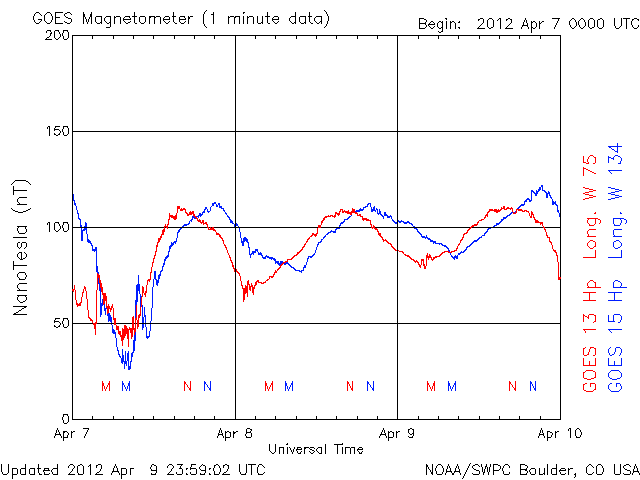 GOES Magnetometer (1 minute data)
Begin: 2012 Apr 7 0000 UTC
200
150
100
50
0
NanoTesla (nT)
M M N N M M N N M M N N
Apr 7 Apr 8 Apr 9 Apr 10
Universal Time
GOES 13 Hp Long. W 75
GOES 15 Hp Long. W 134
Updated 2012 Apr 9 23:59:02 UTC
NOAA/SWPC Boulder, CO USA